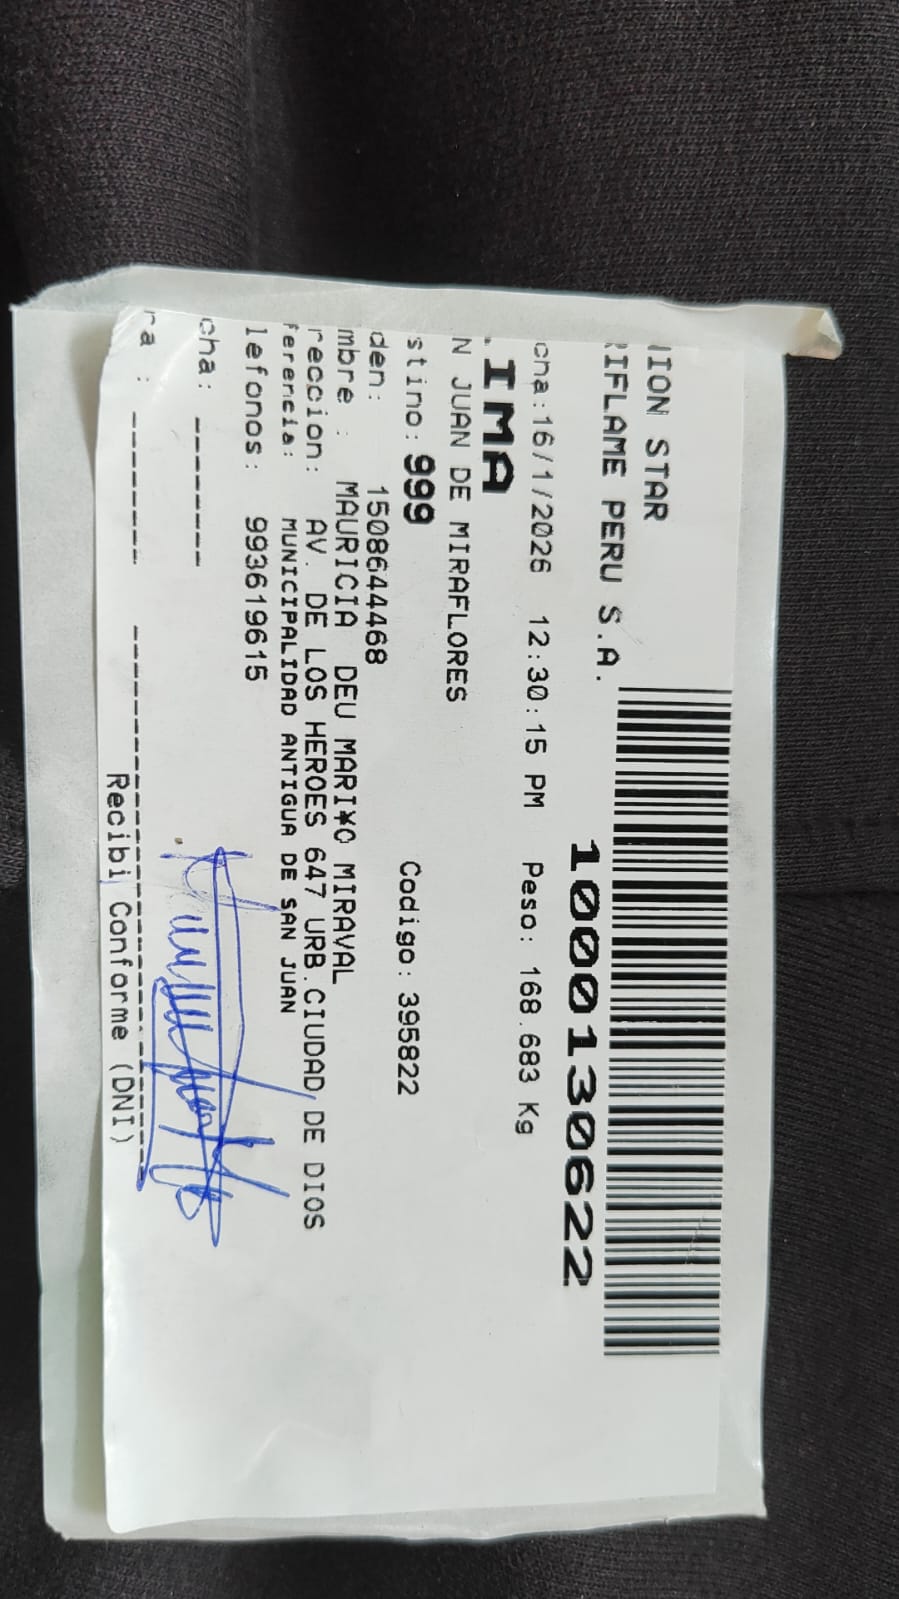 ION STAR
RIFLAME PERU S.A.
1000130622
cha:16/1/2026 12:30:15 PM Peso: 168.683 Kg
LIMA
N JUAN DE MIRAFLORES
stino: 999 Codigo: 395822
den: 1508644468
mbre : MAURICIA DEU MARI¥O MIRAVAL
reccion: AV. DE LOS HEROES 647 URB.CIUDAD DE DIOS
ferencia: MUNICIPALIDAD ANTIGUA DE SAN JUAN
lefonos: 993619615
cha: ------
ra : ------
Recibi Conforme (DNI)